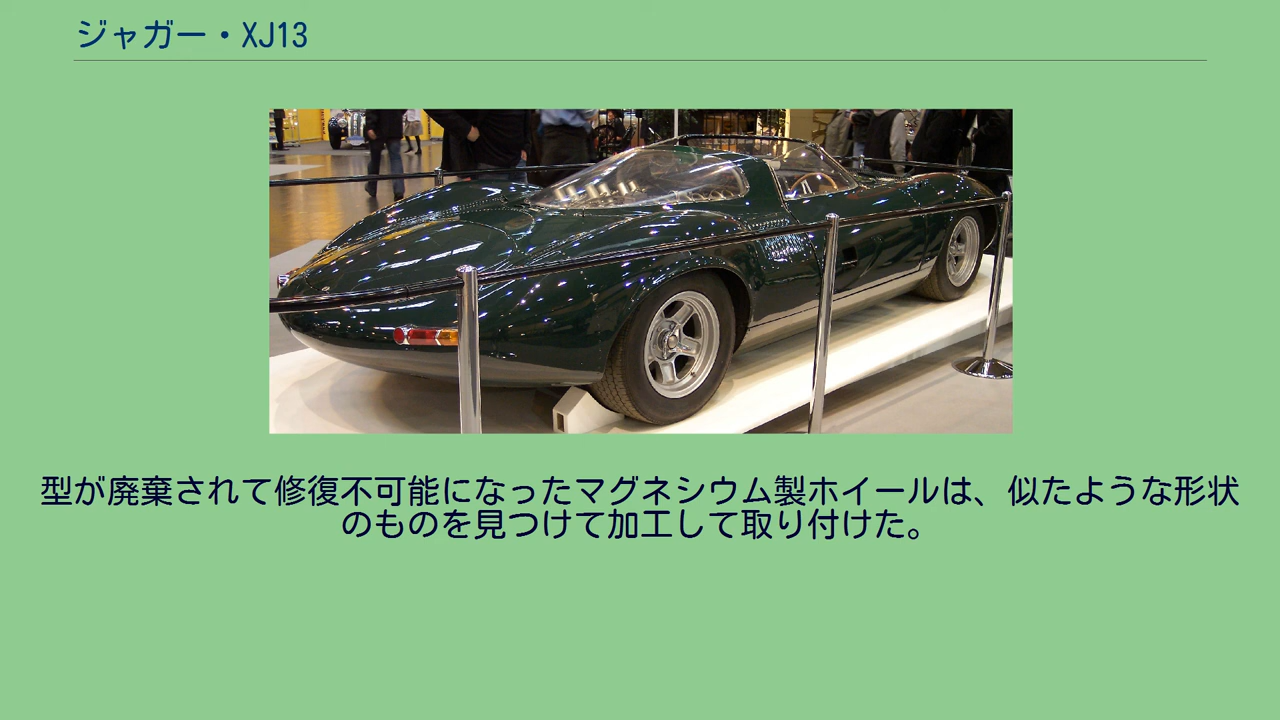 ジャガー・XJ13
型が廃棄されて修復不可能になったマグネシウム製ホイールは、似たような形状
のものを見つけて加工して取り付けた。